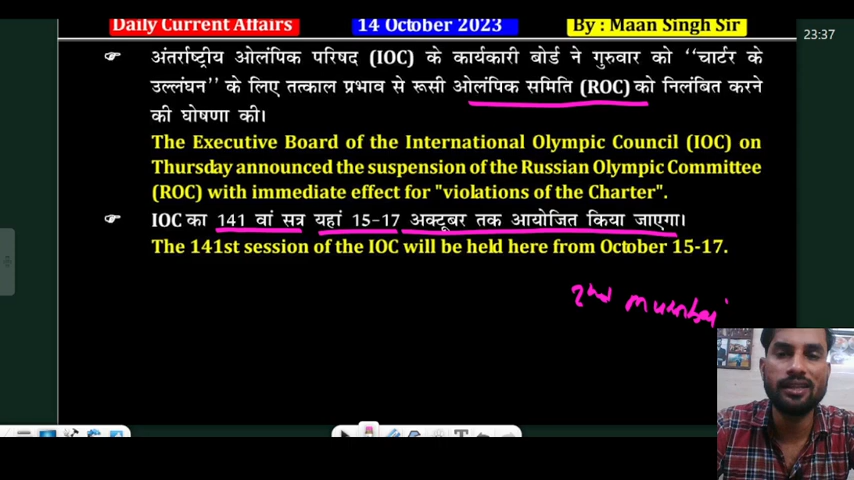 Daily Current Affairs 14 October 2023 By : Maan Singh Sir
23:37
☞ अंतर्राष्ट्रीय ओलंपिक परिषद (IOC) के कार्यकारी बोर्ड ने गुरुवार को “चार्टर के
उल्लंघन” के लिए तत्काल प्रभाव से रूसी ओलंपिक समिति (ROC) को निलंबित करने
की घोषणा की।
The Executive Board of the International Olympic Council (IOC) on
Thursday announced the suspension of the Russian Olympic Committee
(ROC) with immediate effect for "violations of the Charter".
☞ IOC का 141 वां सत्र यहां 15-17 अक्टूबर तक आयोजित किया जाएगा।
The 141st session of the IOC will be held here from October 15-17.
2nd mumbai